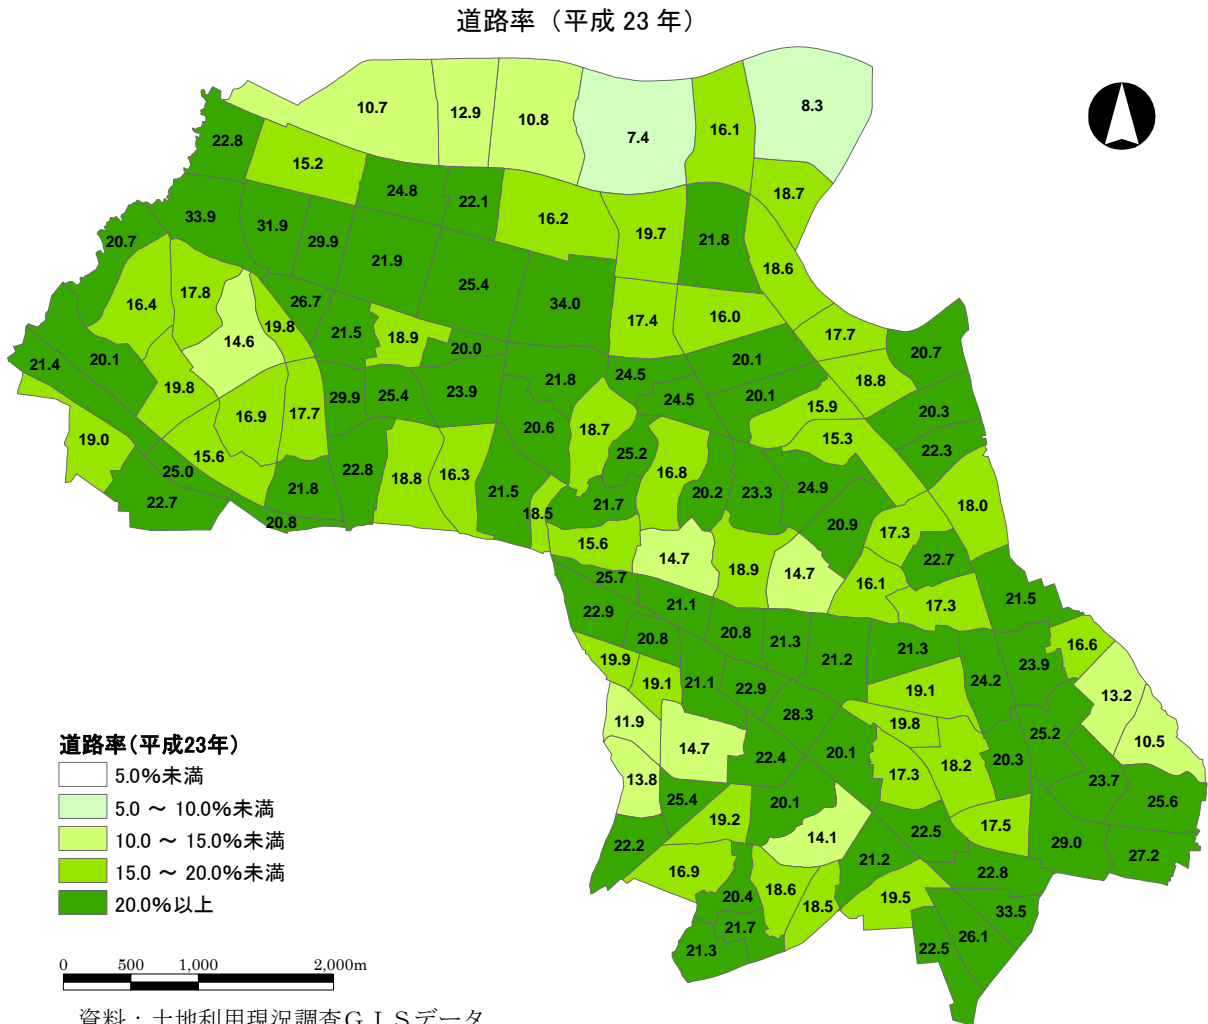 道路率（平成 23 年）
10.7 12.9 10.8 7.4 16.1 8.3
22.8 15.2 24.8 22.1 16.2 19.7 21.8 18.7
33.9 31.9 29.9 21.9 25.4 34.0 18.6
20.7 16.4 17.8 14.6 19.8 26.7 21.5 18.9 20.0 17.4 16.0 17.7 20.7
21.4 20.1 19.8 16.9 17.7 29.9 25.4 23.9 21.8 24.5 24.5 20.1 20.1 18.8 15.9 20.3
19.0 25.0 15.6 21.8 22.8 18.8 16.3 21.5 20.6 18.7 25.2 16.8 20.2 23.3 24.9 15.3 22.3
22.7 20.8 18.5 21.7 20.9 17.3 18.0
15.6 14.7 18.9 14.7 16.1 22.7
25.7 22.9 21.1 20.8 21.3 21.2 17.3 21.5
20.8 19.9 19.1 21.1 22.9 21.3 24.2 23.9 16.6
11.9 14.7 28.3 19.1 19.8 25.2 13.2 10.5
13.8 22.4 20.1 17.3 18.2 20.3 23.7 25.6
25.4 19.2 20.1 14.1 22.5 17.5 29.0 27.2
22.2 16.9 20.4 18.6 18.5 21.2 19.5 22.8 33.5
21.7 21.3 22.5 26.1
道路率(平成23年)
5.0%未満
5.0 ～ 10.0%未満
10.0 ～ 15.0%未満
15.0 ～ 20.0%未満
20.0%以上
0 500 1,000 2,000m
資料：土地利用現況調査ＧＩＳデータ